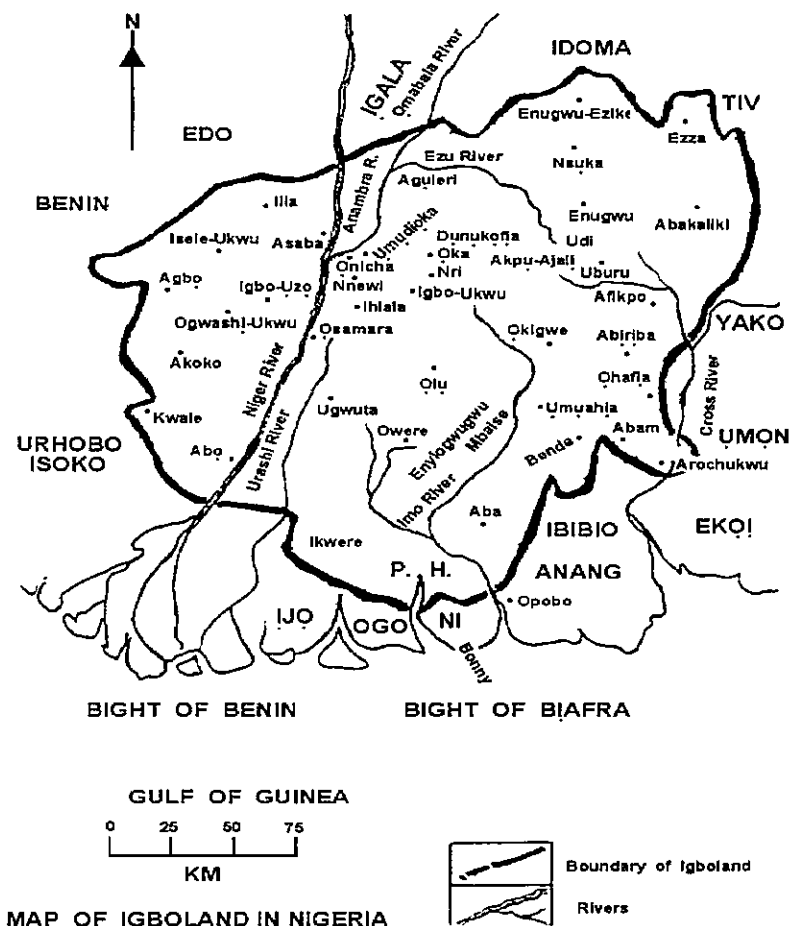 N
IDOMA
IGALA
Omabala River
TIV
EDO
Enugwu-Ezike
Ezza
Ezu River
Nsuka
BENIN
Anambra R.
Aguleri
Illa
Enugwu
Abakaliki
Umudioka
Isele-Ukwu
Asaba
Dunukofia
Udi
Onicha
Oka
Akpu-Ajali
Uburu
Agbo
Igbo-Uzo
Nnewi
Nri
Ihiala
Igbo-Ukwu
Afikpo
YAKO
Ogwashi-Ukwu
Osamara
Okigwe
Abiriba
Akoko
Niger River
Olu
Ohafia
Cross River
Kwale
Ugwuta
Umuahia
URHOBO
ISOKO
Urashi River
Owere
Enyiogwugwu
Mbaise
Abam
UMON
Abo
Bende
Arochukwu
Imo River
Aba
EKOI
Ikwere
IBIBIO
P. H.
ANANG
Opobo
IJO
OGO
NI
Bonny
BIGHT OF BENIN
BIGHT OF BIAFRA
GULF OF GUINEA
0 25 50 75
KM
Boundary of Igboland
Rivers
MAP OF IGBOLAND IN NIGERIA